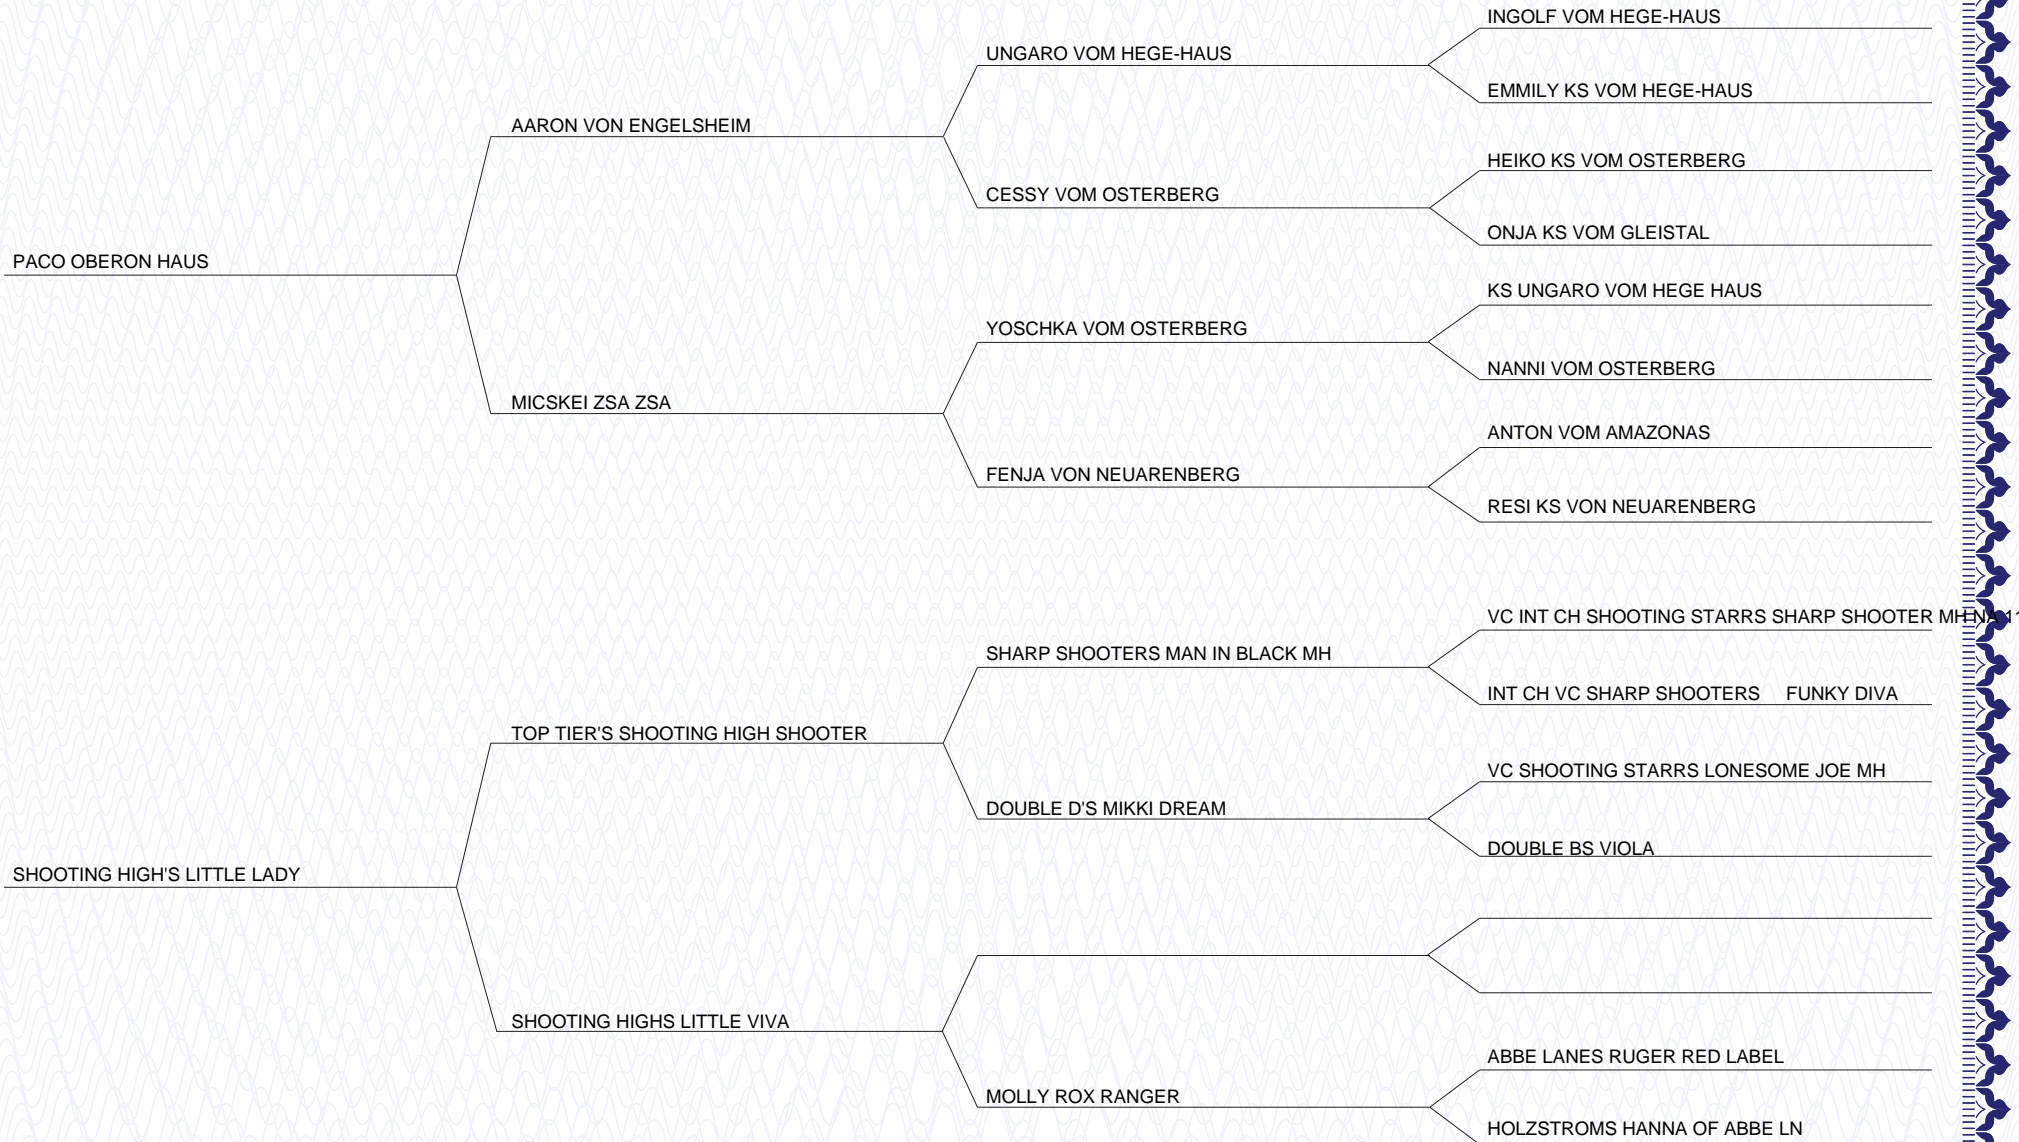 INGOLF VOM HEGE-HAUS
UNGARO VOM HEGE-HAUS
EMMILY KS VOM HEGE-HAUS
AARON VON ENGELSHEIM
HEIKO KS VOM OSTERBERG
CESSY VOM OSTERBERG
ONJA KS VOM GLEISTAL
PACO OBERON HAUS
KS UNGARO VOM HEGE HAUS
YOSCHKA VOM OSTERBERG
NANNI VOM OSTERBERG
MICSKEI ZSA ZSA
ANTON VOM AMAZONAS
FENJA VON NEUARENBERG
RESI KS VON NEUARENBERG
VC INT CH SHOOTING STARRS SHARP SHOOTER MH NA
SHARP SHOOTERS MAN IN BLACK MH
INT CH VC SHARP SHOOTERS FUNKY DIVA
TOP TIER'S SHOOTING HIGH SHOOTER
VC SHOOTING STARRS LONESOME JOE MH
DOUBLE D'S MIKKI DREAM
DOUBLE BS VIOLA
SHOOTING HIGH'S LITTLE LADY
SHOOTING HIGHS LITTLE VIVA
ABBE LANES RUGER RED LABEL
MOLLY ROX RANGER
HOLZSTROMS HANNA OF ABBE LN